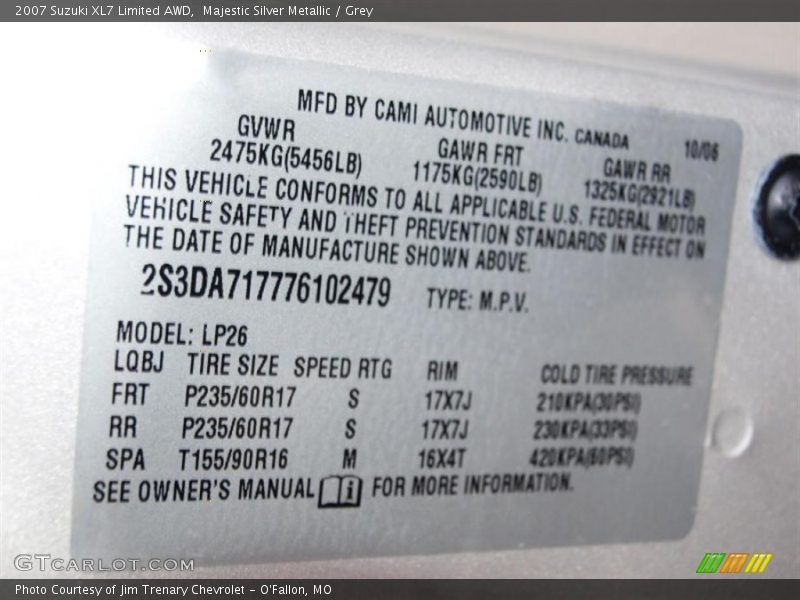 2007 Suzuki XL7 Limited AWD,  Majestic Silver Metallic / Grey
MFD BY CAMI AUTOMOTIVE INC. CANADA 10/06
GVWR GAWR FRT GAWR RR
2475KG(5456LB) 1175KG(2590LB) 1325KG(2921LB)
THIS VEHICLE CONFORMS TO ALL APPLICABLE U.S. FEDERAL MOTOR
VEHICLE SAFETY AND THEFT PREVENTION STANDARDS IN EFFECT ON
THE DATE OF MANUFACTURE SHOWN ABOVE.
2S3DA717776102479 TYPE: M.P.V.
MODEL: LP26
LQBJ TIRE SIZE SPEED RTG RIM COLD TIRE PRESSURE
FRT P235/60R17 S 17X7J 210KPA(30PSI)
RR P235/60R17 S 17X7J 230KPA(33PSI)
SPA T155/90R16 M 16X4T 420KPA(60PSI)
SEE OWNER'S MANUAL i FOR MORE INFORMATION.
GTCARLOT.COM
Photo Courtesy of Jim Trenary Chevrolet - O'Fallon, MO